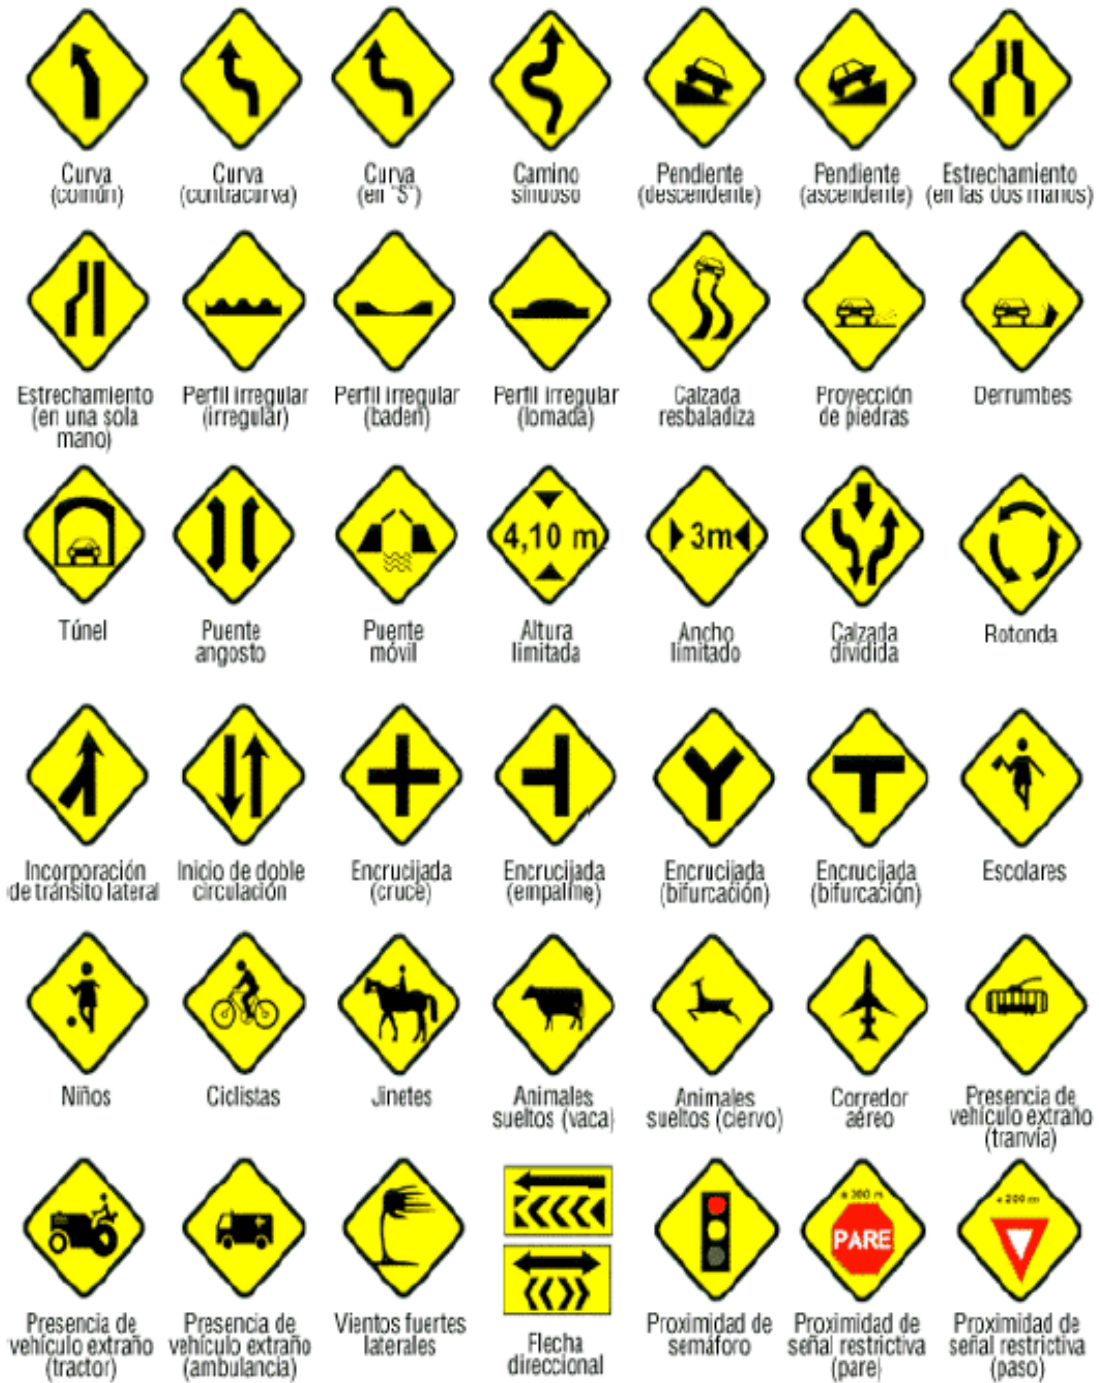 Curva
(común)
Curva
(contracurva)
Curva
(en "S")
Camino
sinuoso
Pendiente
(descendente)
Pendiente
(ascendente)
Estrechamiento
(en las dos manos)
Estrechamiento
(en una sola
mano)
Perfil irregular
(irregular)
Perfil irregular
(baden)
Perfil irregular
(lomada)
Calzada
resbaladiza
Proyección
de piedras
Derrumbes
4,10 m
3m
Túnel
Puente
angosto
Puente
móvil
Altura
limitada
Ancho
limitado
Calzada
dividida
Rotonda
Incorporación
de tránsito lateral
Inicio de doble
circulación
Encrucijada
(cruce)
Encrucijada
(empalme)
Encrucijada
(bifurcación)
Encrucijada
(bifurcación)
Escolares
Niños
Ciclistas
Jinetes
Animales
sueltos (vaca)
Animales
sueltos (ciervo)
Corredor
aéreo
Presencia de
vehículo extraño
(tranvía)
a 300 m
PARE
a 200 m
Presencia de
vehículo extraño
(tractor)
Presencia de
vehículo extraño
(ambulancia)
Vientos fuertes
laterales
Flecha
direccional
Proximidad de
semáforo
Proximidad de
señal restrictiva
(pare)
Proximidad de
señal restrictiva
(paso)